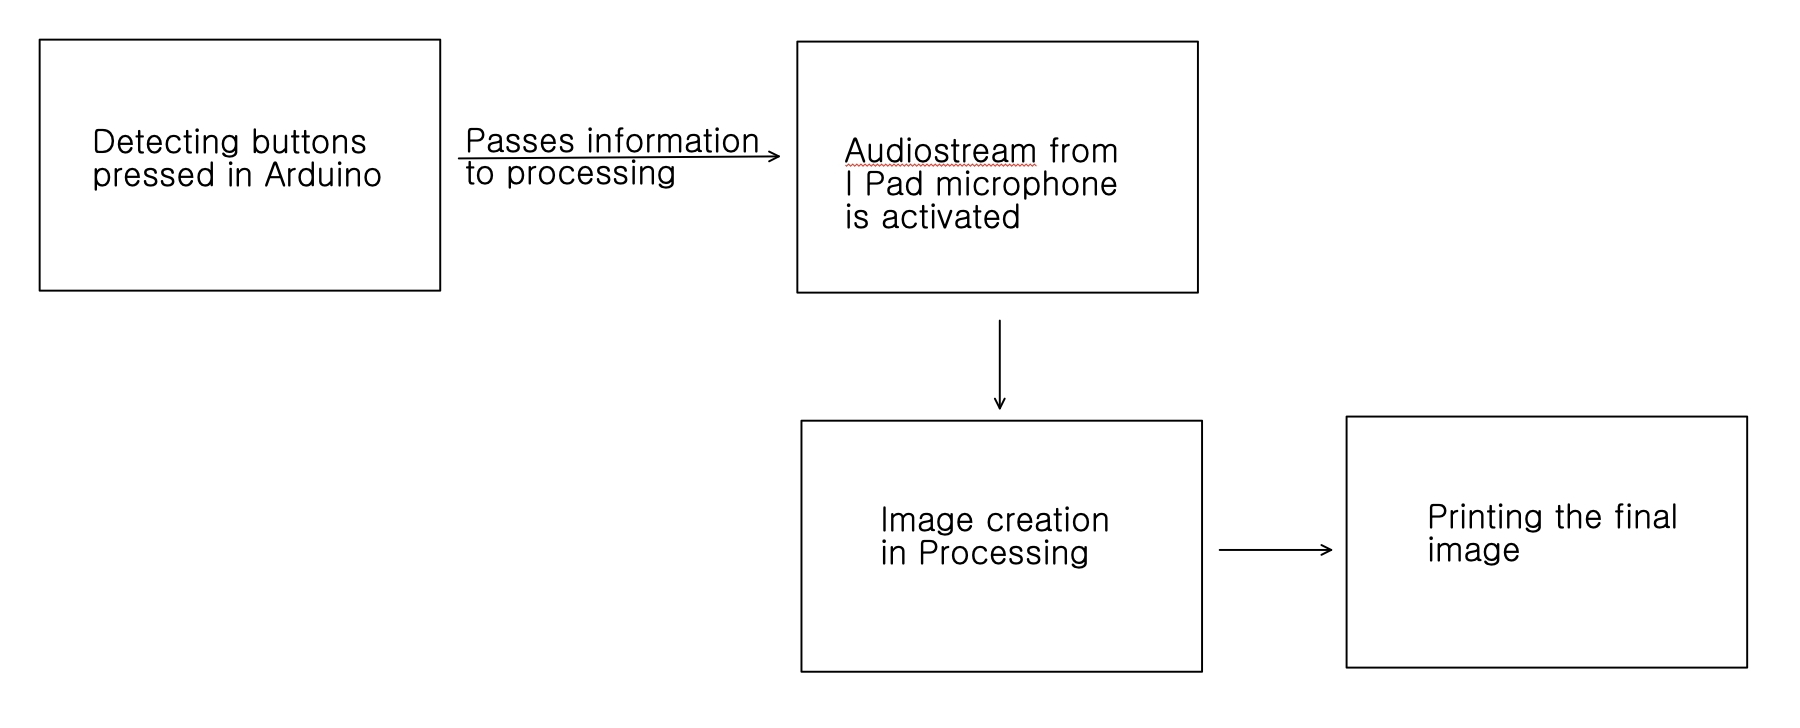 Detecting buttons
pressed in Arduino
Passes information
to processing
Audiostream from
I Pad microphone
is activated
Image creation
in Processing
Printing the final
image